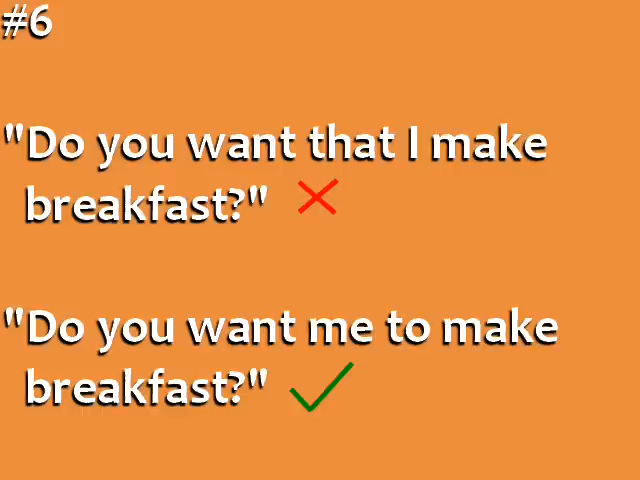 #6
"Do you want that I make
breakfast?"
"Do you want me to make
breakfast?"